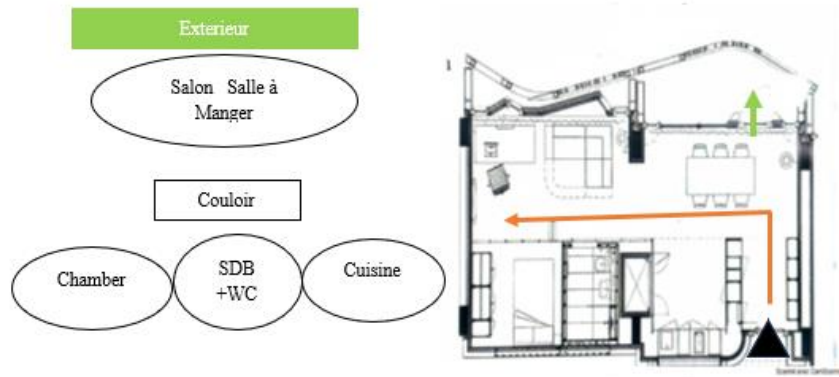 Exterieur
Salon Salle à
Manger
Couloir
Chamber
SDB
+WC
Cuisine
1